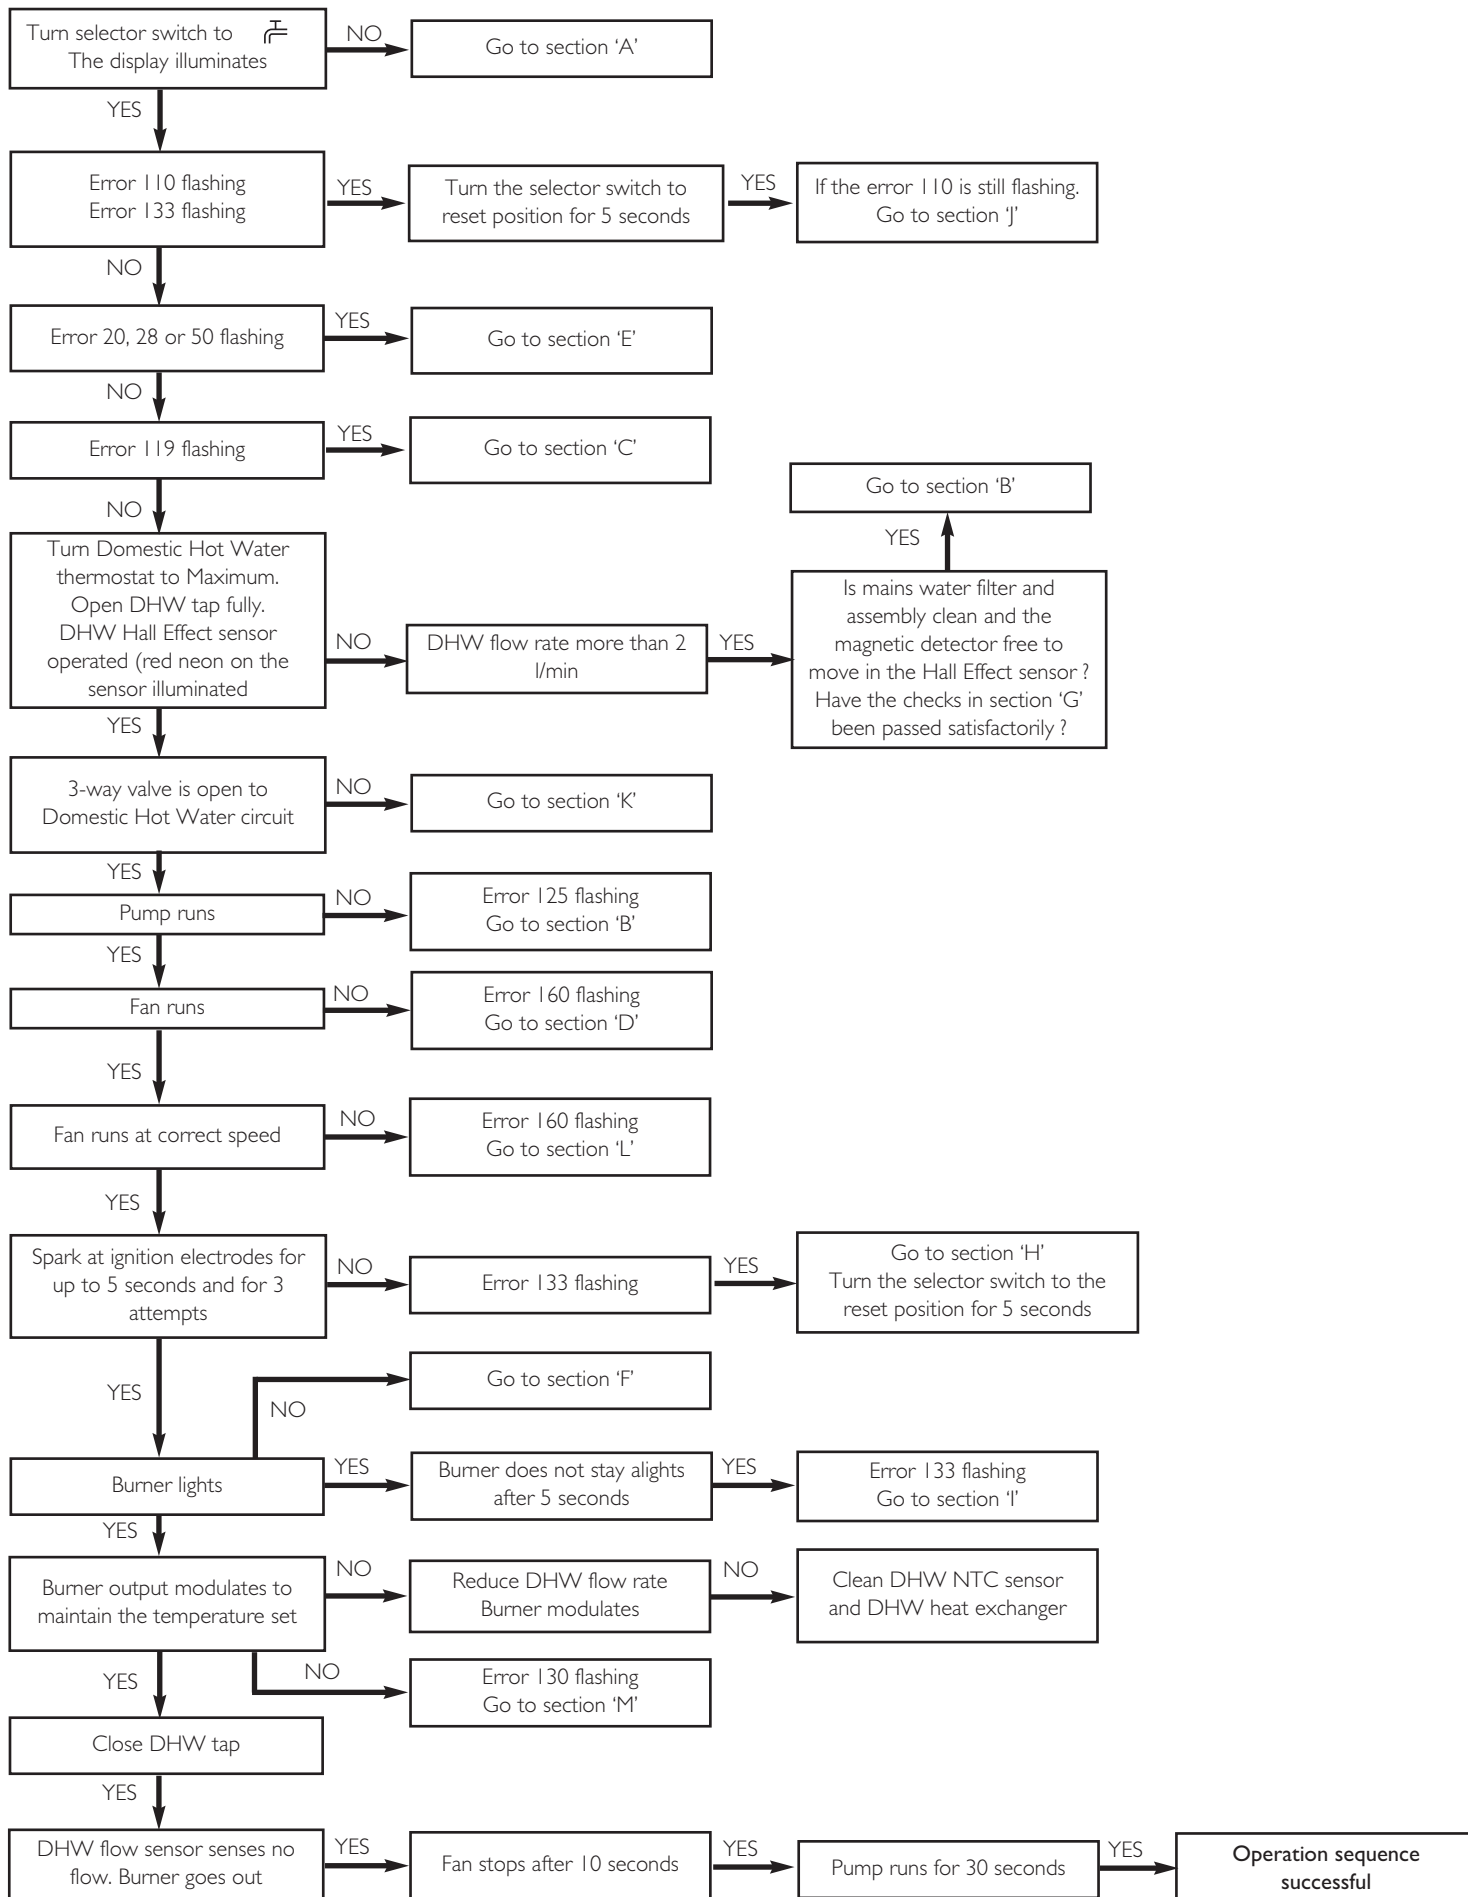 Turn selector switch to
The display illuminates
NO
Go to section ‘A’
YES
Error 110 flashing
Error 133 flashing
YES
Turn the selector switch to
reset position for 5 seconds
YES
If the error 110 is still flashing.
Go to section ‘J’
NO
Error 20, 28 or 50 flashing
YES
Go to section ‘E’
NO
Error 119 flashing
YES
Go to section ‘C’
NO
Turn Domestic Hot Water
thermostat to Maximum.
Open DHW tap fully.
DHW Hall Effect sensor
operated (red neon on the
sensor illuminated
NO
DHW flow rate more than 2
l/min
YES
Is mains water filter and
assembly clean and the
magnetic detector free to
move in the Hall Effect sensor ?
Have the checks in section ‘G’
been passed satisfactorily ?
YES
Go to section ‘B’
YES
3-way valve is open to
Domestic Hot Water circuit
NO
Go to section ‘K’
YES
Pump runs
NO
Error 125 flashing
Go to section ‘B’
YES
Fan runs
NO
Error 160 flashing
Go to section ‘D’
YES
Fan runs at correct speed
NO
Error 160 flashing
Go to section ‘L’
YES
Spark at ignition electrodes for
up to 5 seconds and for 3
attempts
NO
Error 133 flashing
YES
Go to section ‘H’
Turn the selector switch to the
reset position for 5 seconds
YES
NO
Go to section ‘F’
Burner lights
YES
Burner does not stay alights
after 5 seconds
YES
Error 133 flashing
Go to section ‘I’
YES
Burner output modulates to
maintain the temperature set
NO
Reduce DHW flow rate
Burner modulates
NO
Clean DHW NTC sensor
and DHW heat exchanger
YES
NO
Error 130 flashing
Go to section ‘M’
Close DHW tap
YES
DHW flow sensor senses no
flow. Burner goes out
YES
Fan stops after 10 seconds
YES
Pump runs for 30 seconds
YES
Operation sequence
successful